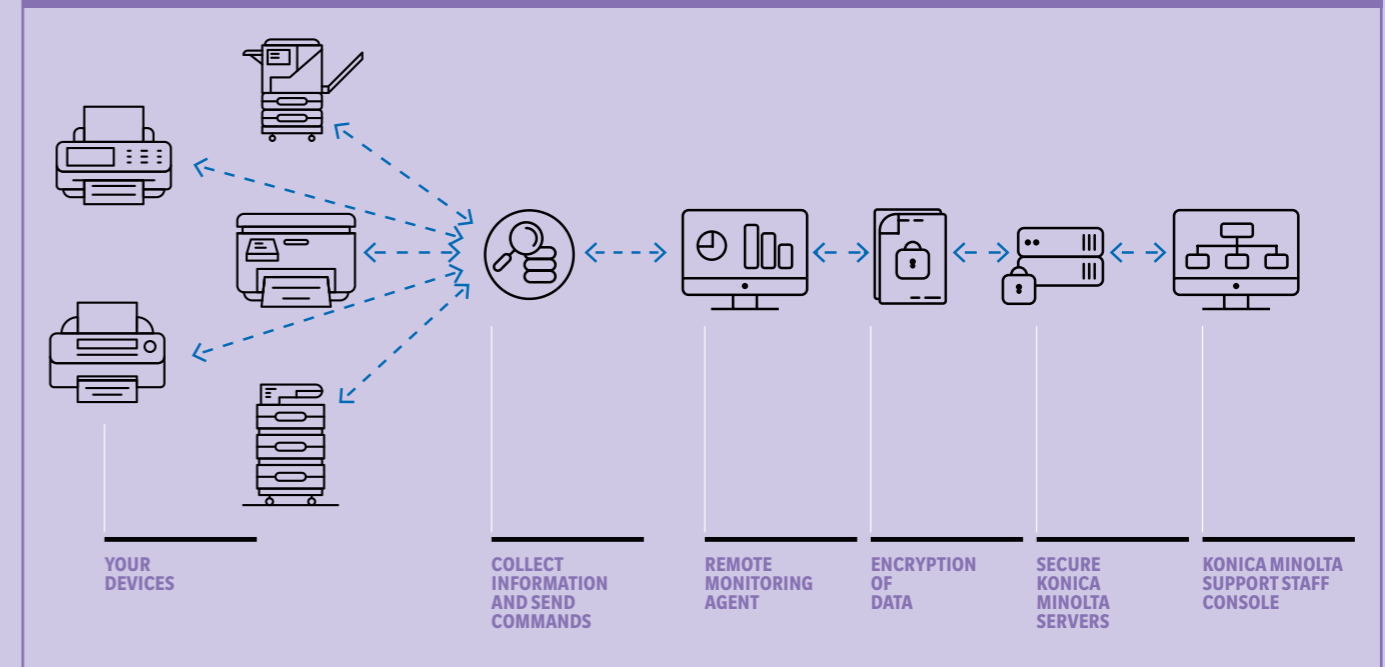 YOUR
DEVICES
COLLECT
INFORMATION
AND SEND
COMMANDS
REMOTE
MONITORING
AGENT
ENCRYPTION
OF
DATA
SECURE
KONICA
MINOLTA
SERVERS
KONICA MINOLTA
SUPPORT STAFF
CONSOLE